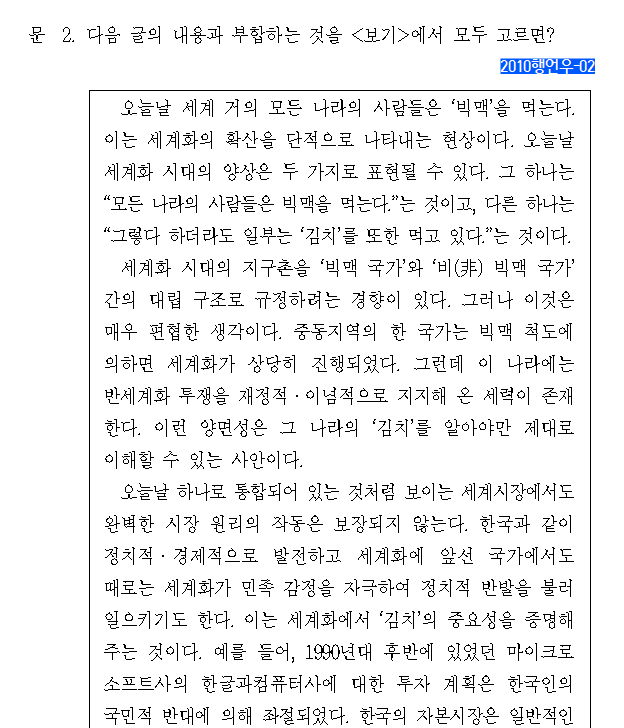 문 2. 다음 글의 내용과 부합하는 것을 <보기>에서 모두 고르면?
2010행언우-02
오늘날 세계 거의 모든 나라의 사람들은 ‘빅맥’을 먹는다.
이는 세계화의 확산을 단적으로 나타내는 현상이다. 오늘날
세계화 시대의 양상은 두 가지로 표현될 수 있다. 그 하나는
“모든 나라의 사람들은 빅맥을 먹는다.”는 것이고, 다른 하나는
“그렇다 하더라도 일부는 ‘김치’를 또한 먹고 있다.”는 것이다.
세계화 시대의 지구촌을 ‘빅맥 국가’와 ‘비(非) 빅맥 국가’
간의 대립 구조로 규정하려는 경향이 있다. 그러나 이것은
매우 편협한 생각이다. 중동지역의 한 국가는 빅맥 척도에
의하면 세계화가 상당히 진행되었다. 그런데 이 나라에는
반세계화 투쟁을 재정적·이념적으로 지지해 온 세력이 존재
한다. 이런 양면성은 그 나라의 ‘김치’를 알아야만 제대로
이해할 수 있는 사안이다.
오늘날 하나로 통합되어 있는 것처럼 보이는 세계시장에서도
완벽한 시장 원리의 작동은 보장되지 않는다. 한국과 같이
정치적·경제적으로 발전하고 세계화에 앞선 국가에서도
때로는 세계화가 민족 감정을 자극하여 정치적 반발을 불러
일으키기도 한다. 이는 세계화에서 ‘김치’의 중요성을 증명해
주는 것이다. 예를 들어, 1990년대 후반에 있었던 마이크로
소프트사의 한글과컴퓨터사에 대한 투자 계획은 한국인의
국민적 반대에 의해 좌절되었다. 한국의 자본시장은 일반적인